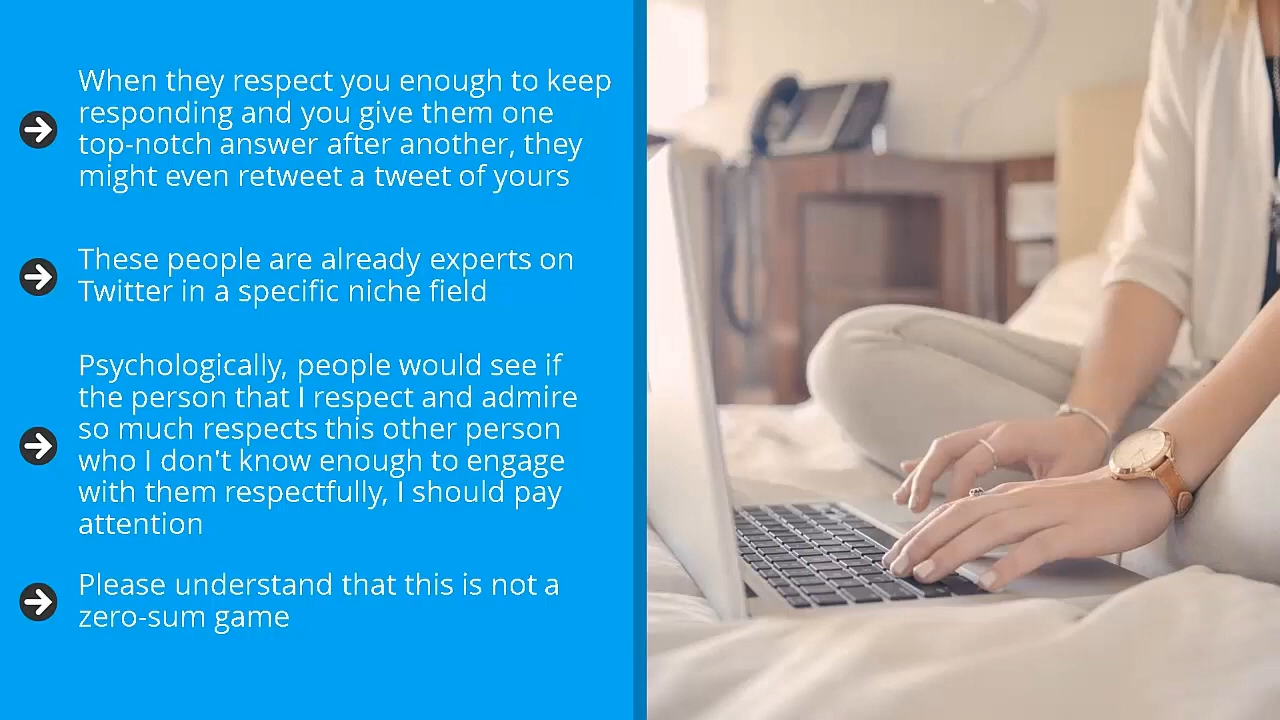 When they respect you enough to keep
responding and you give them one
top-notch answer after another, they
might even retweet a tweet of yours
These people are already experts on
Twitter in a specific niche field
Psychologically, people would see if
the person that I respect and admire
so much respects this other person
who I don't know enough to engage
with them respectfully, I should pay
attention
Please understand that this is not a
zero-sum game